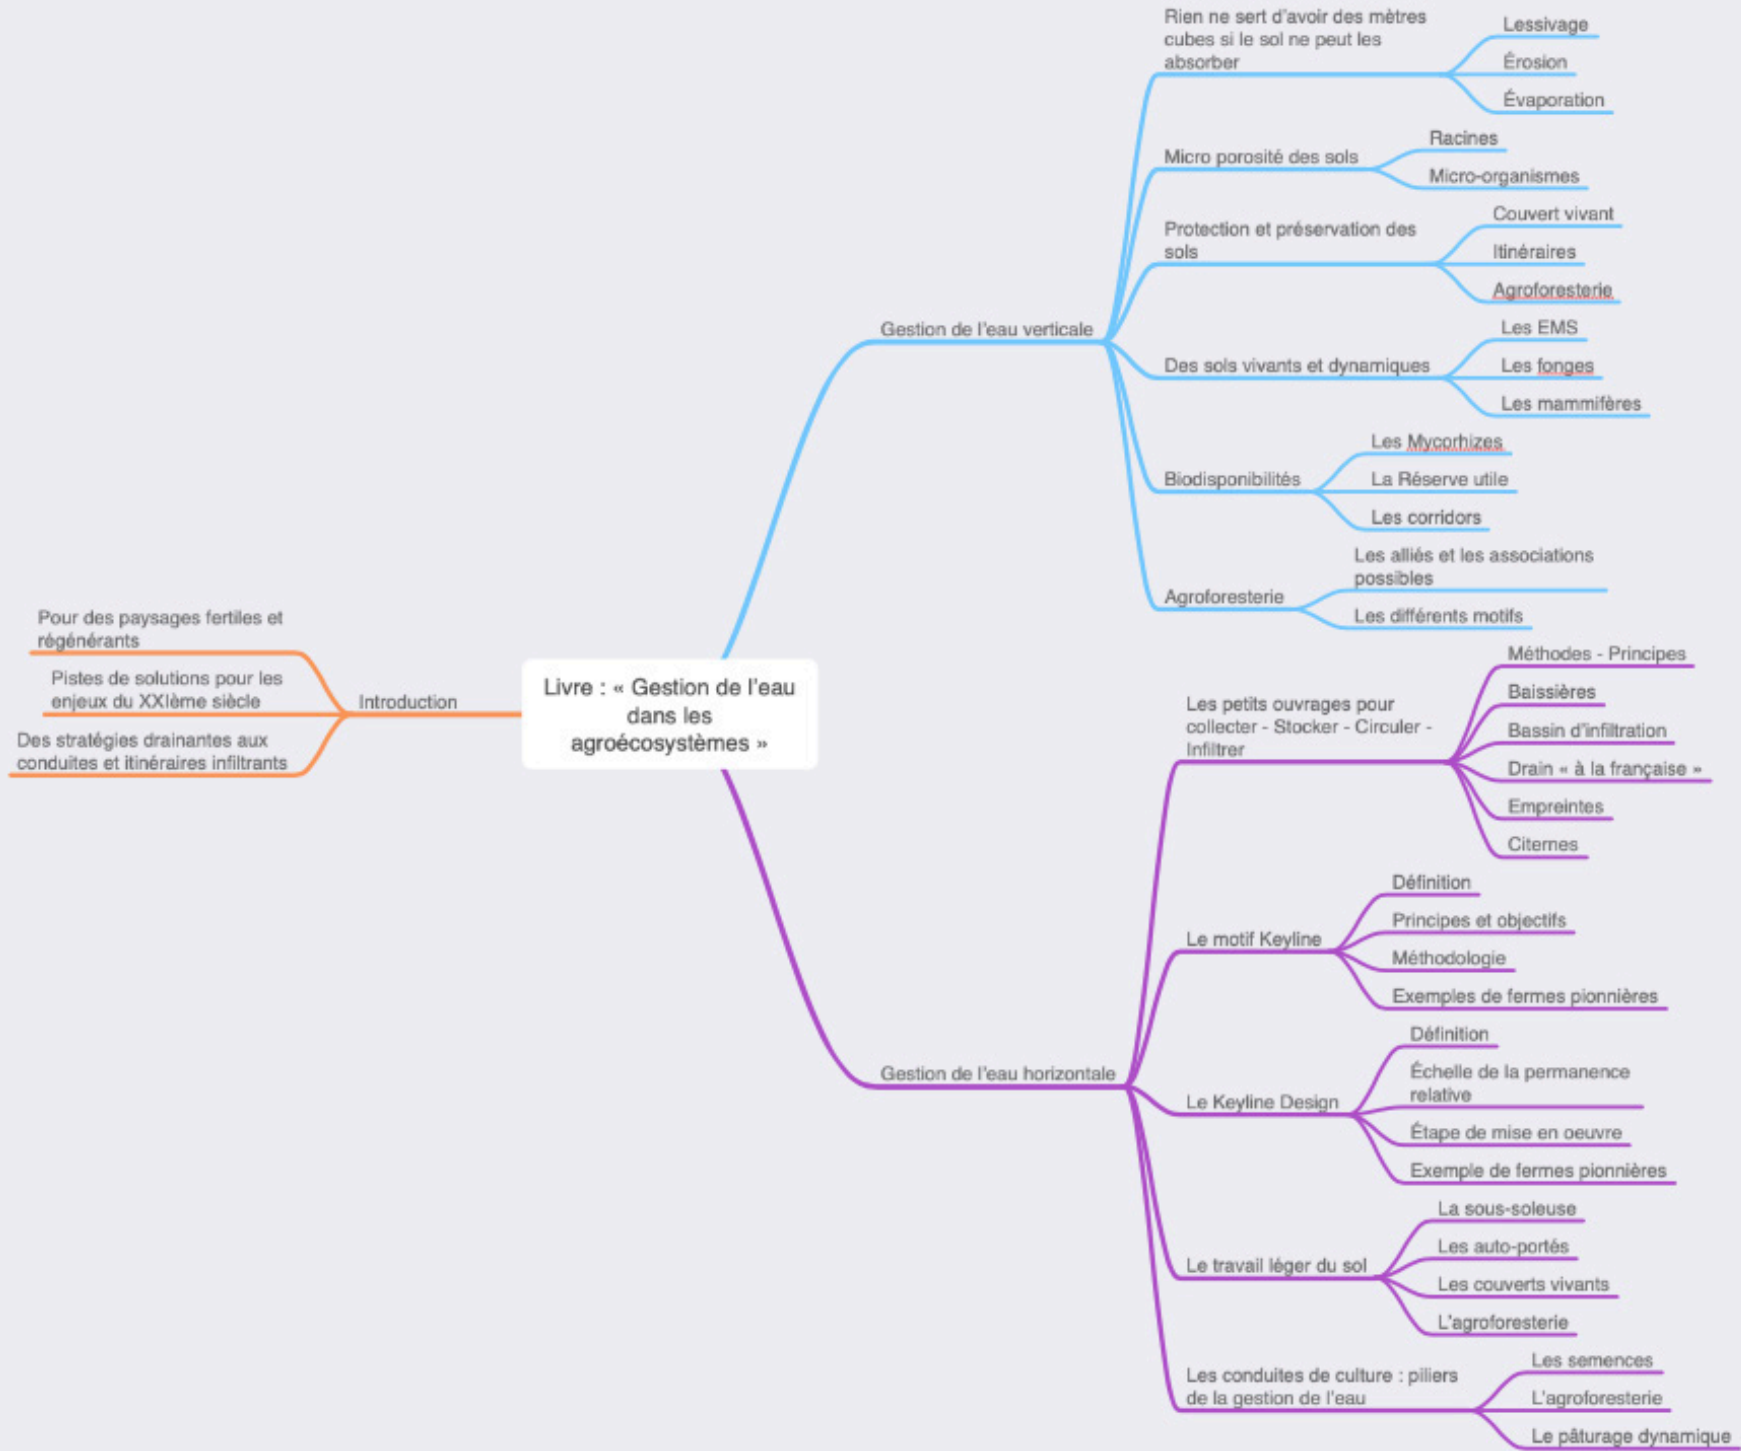 Livre : « Gestion de l'eau
dans les
agroécosystèmes »
Introduction
Pour des paysages fertiles et
régénérants
Pistes de solutions pour les
enjeux du XXIème siècle
Des stratégies drainantes aux
conduites et itinéraires infiltrants
Gestion de l'eau verticale
Rien ne sert d'avoir des mètres
cubes si le sol ne peut les
absorber
Lessivage
Érosion
Évaporation
Micro porosité des sols
Racines
Micro-organismes
Protection et préservation des
sols
Couvert vivant
Itinéraires
Agroforesterie
Des sols vivants et dynamiques
Les EMS
Les fonges
Les mammifères
Biodisponibilités
Les Mycorhizes
La Réserve utile
Les corridors
Agroforesterie
Les alliés et les associations
possibles
Les différents motifs
Gestion de l'eau horizontale
Les petits ouvrages pour
collecter - Stocker - Circuler -
Infiltrer
Méthodes - Principes
Baissières
Bassin d'infiltration
Drain « à la française »
Empreintes
Citernes
Le motif Keyline
Définition
Principes et objectifs
Méthodologie
Exemples de fermes pionnières
Le Keyline Design
Définition
Échelle de la permanence
relative
Étape de mise en oeuvre
Exemple de fermes pionnières
Le travail léger du sol
La sous-soleuse
Les auto-portés
Les couverts vivants
L'agroforesterie
Les conduites de culture : piliers
de la gestion de l'eau
Les semences
L'agroforesterie
Le pâturage dynamique